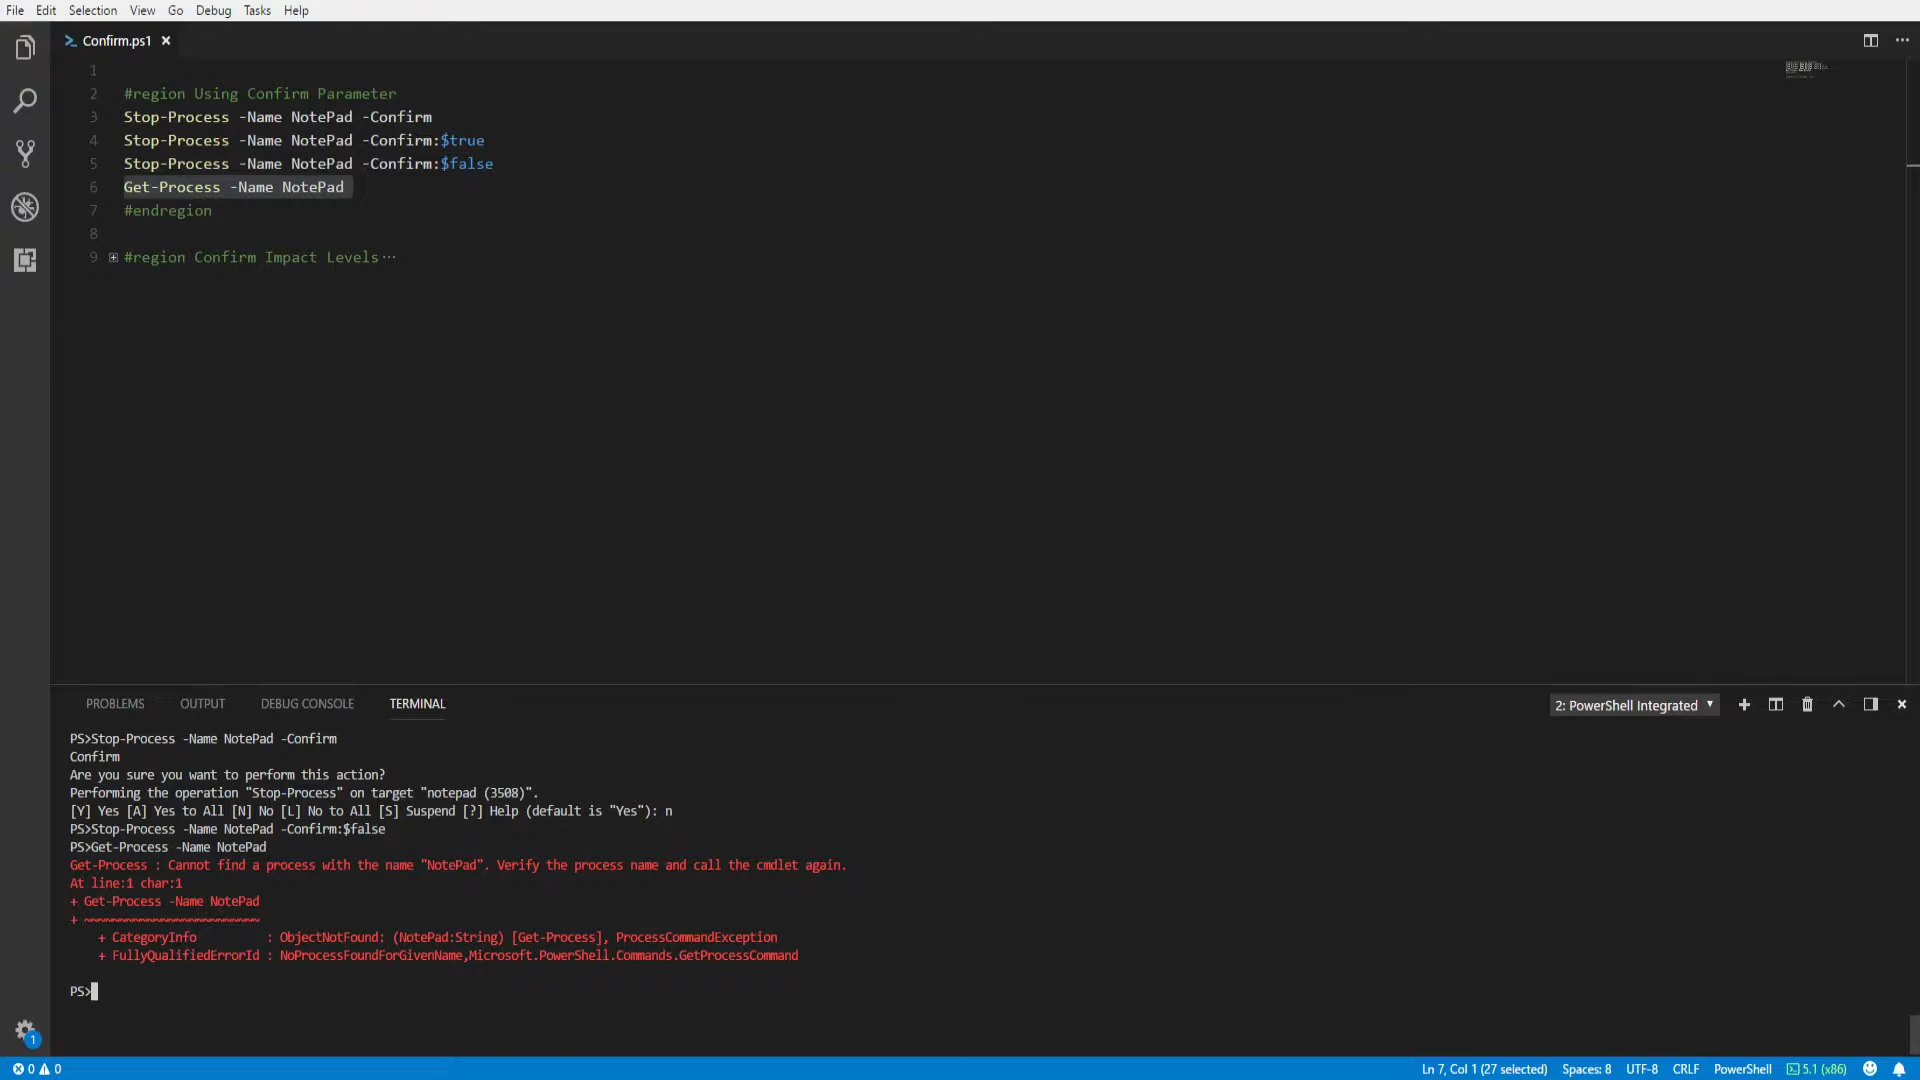 File Edit Selection View Go Debug Tasks Help
Confirm.ps1
1
2 #region Using Confirm Parameter
3 Stop-Process -Name NotePad -Confirm
4 Stop-Process -Name NotePad -Confirm:$true
5 Stop-Process -Name NotePad -Confirm:$false
6 Get-Process -Name NotePad
7 #endregion
8
9 #region Confirm Impact Levels···
PROBLEMS OUTPUT DEBUG CONSOLE TERMINAL 2: PowerShell Integrated
PS>Stop-Process -Name NotePad -Confirm
Confirm
Are you sure you want to perform this action?
Performing the operation "Stop-Process" on target "notepad (3508)".
[Y] Yes [A] Yes to All [N] No [L] No to All [S] Suspend [?] Help (default is "Yes"): n
PS>Stop-Process -Name NotePad -Confirm:$false
PS>Get-Process -Name NotePad
Get-Process : Cannot find a process with the name "NotePad". Verify the process name and call the cmdlet again.
At line:1 char:1
+ Get-Process -Name NotePad
+ ~~~~~~~~~~~~~~~~~~~~~~~~~
+ CategoryInfo : ObjectNotFound: (NotePad:String) [Get-Process], ProcessCommandException
+ FullyQualifiedErrorId : NoProcessFoundForGivenName,Microsoft.PowerShell.Commands.GetProcessCommand
PS>
1
0 0 Ln 7, Col 1 (27 selected) Spaces: 8 UTF-8 CRLF PowerShell 5.1 (x86)